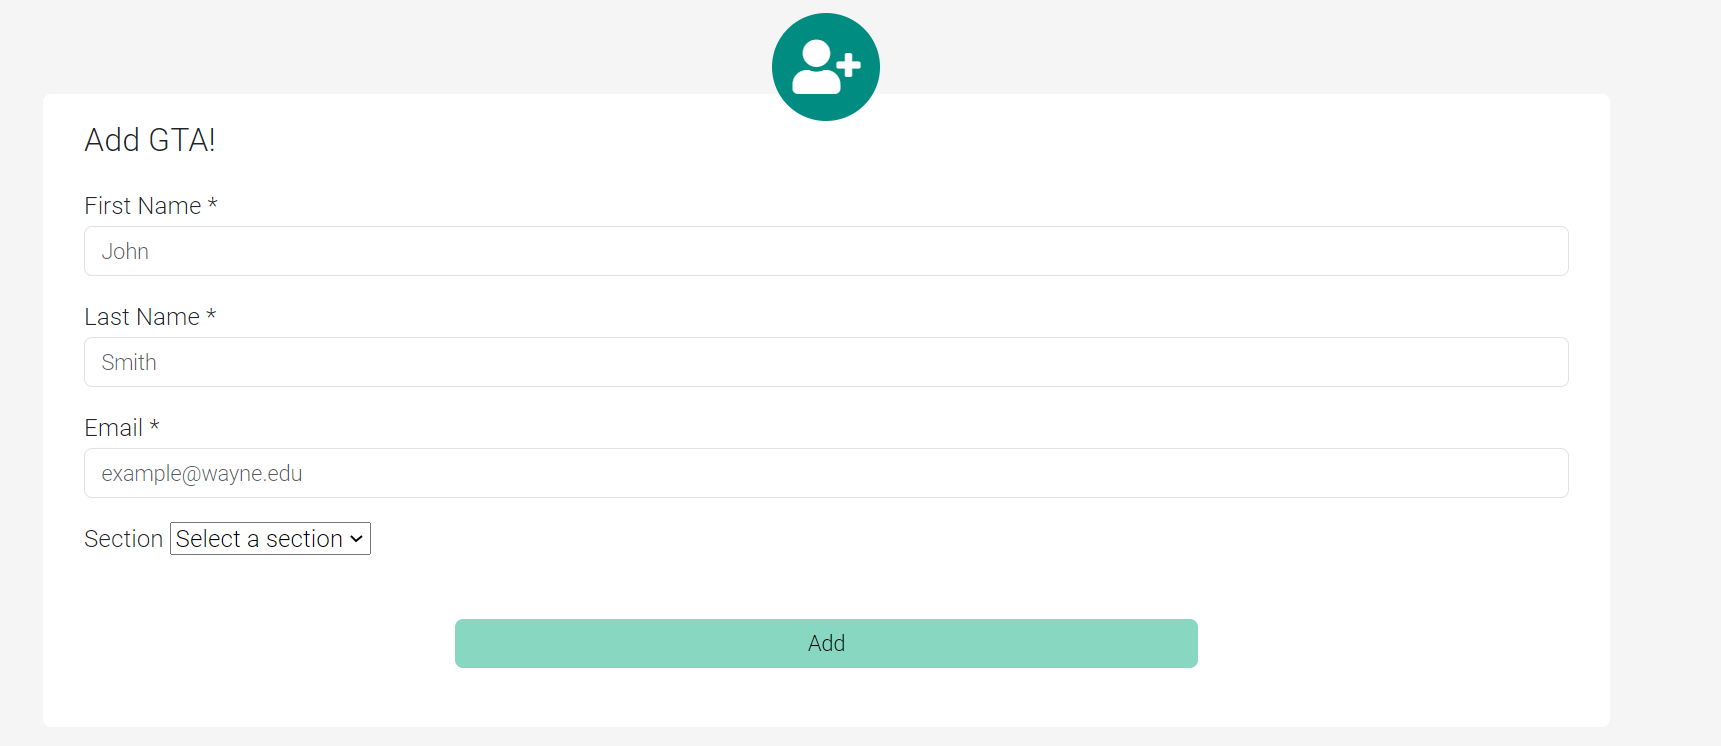 Add GTA!
First Name *
John
Last Name *
Smith
Email *
example@wayne.edu
Section Select a section
Add